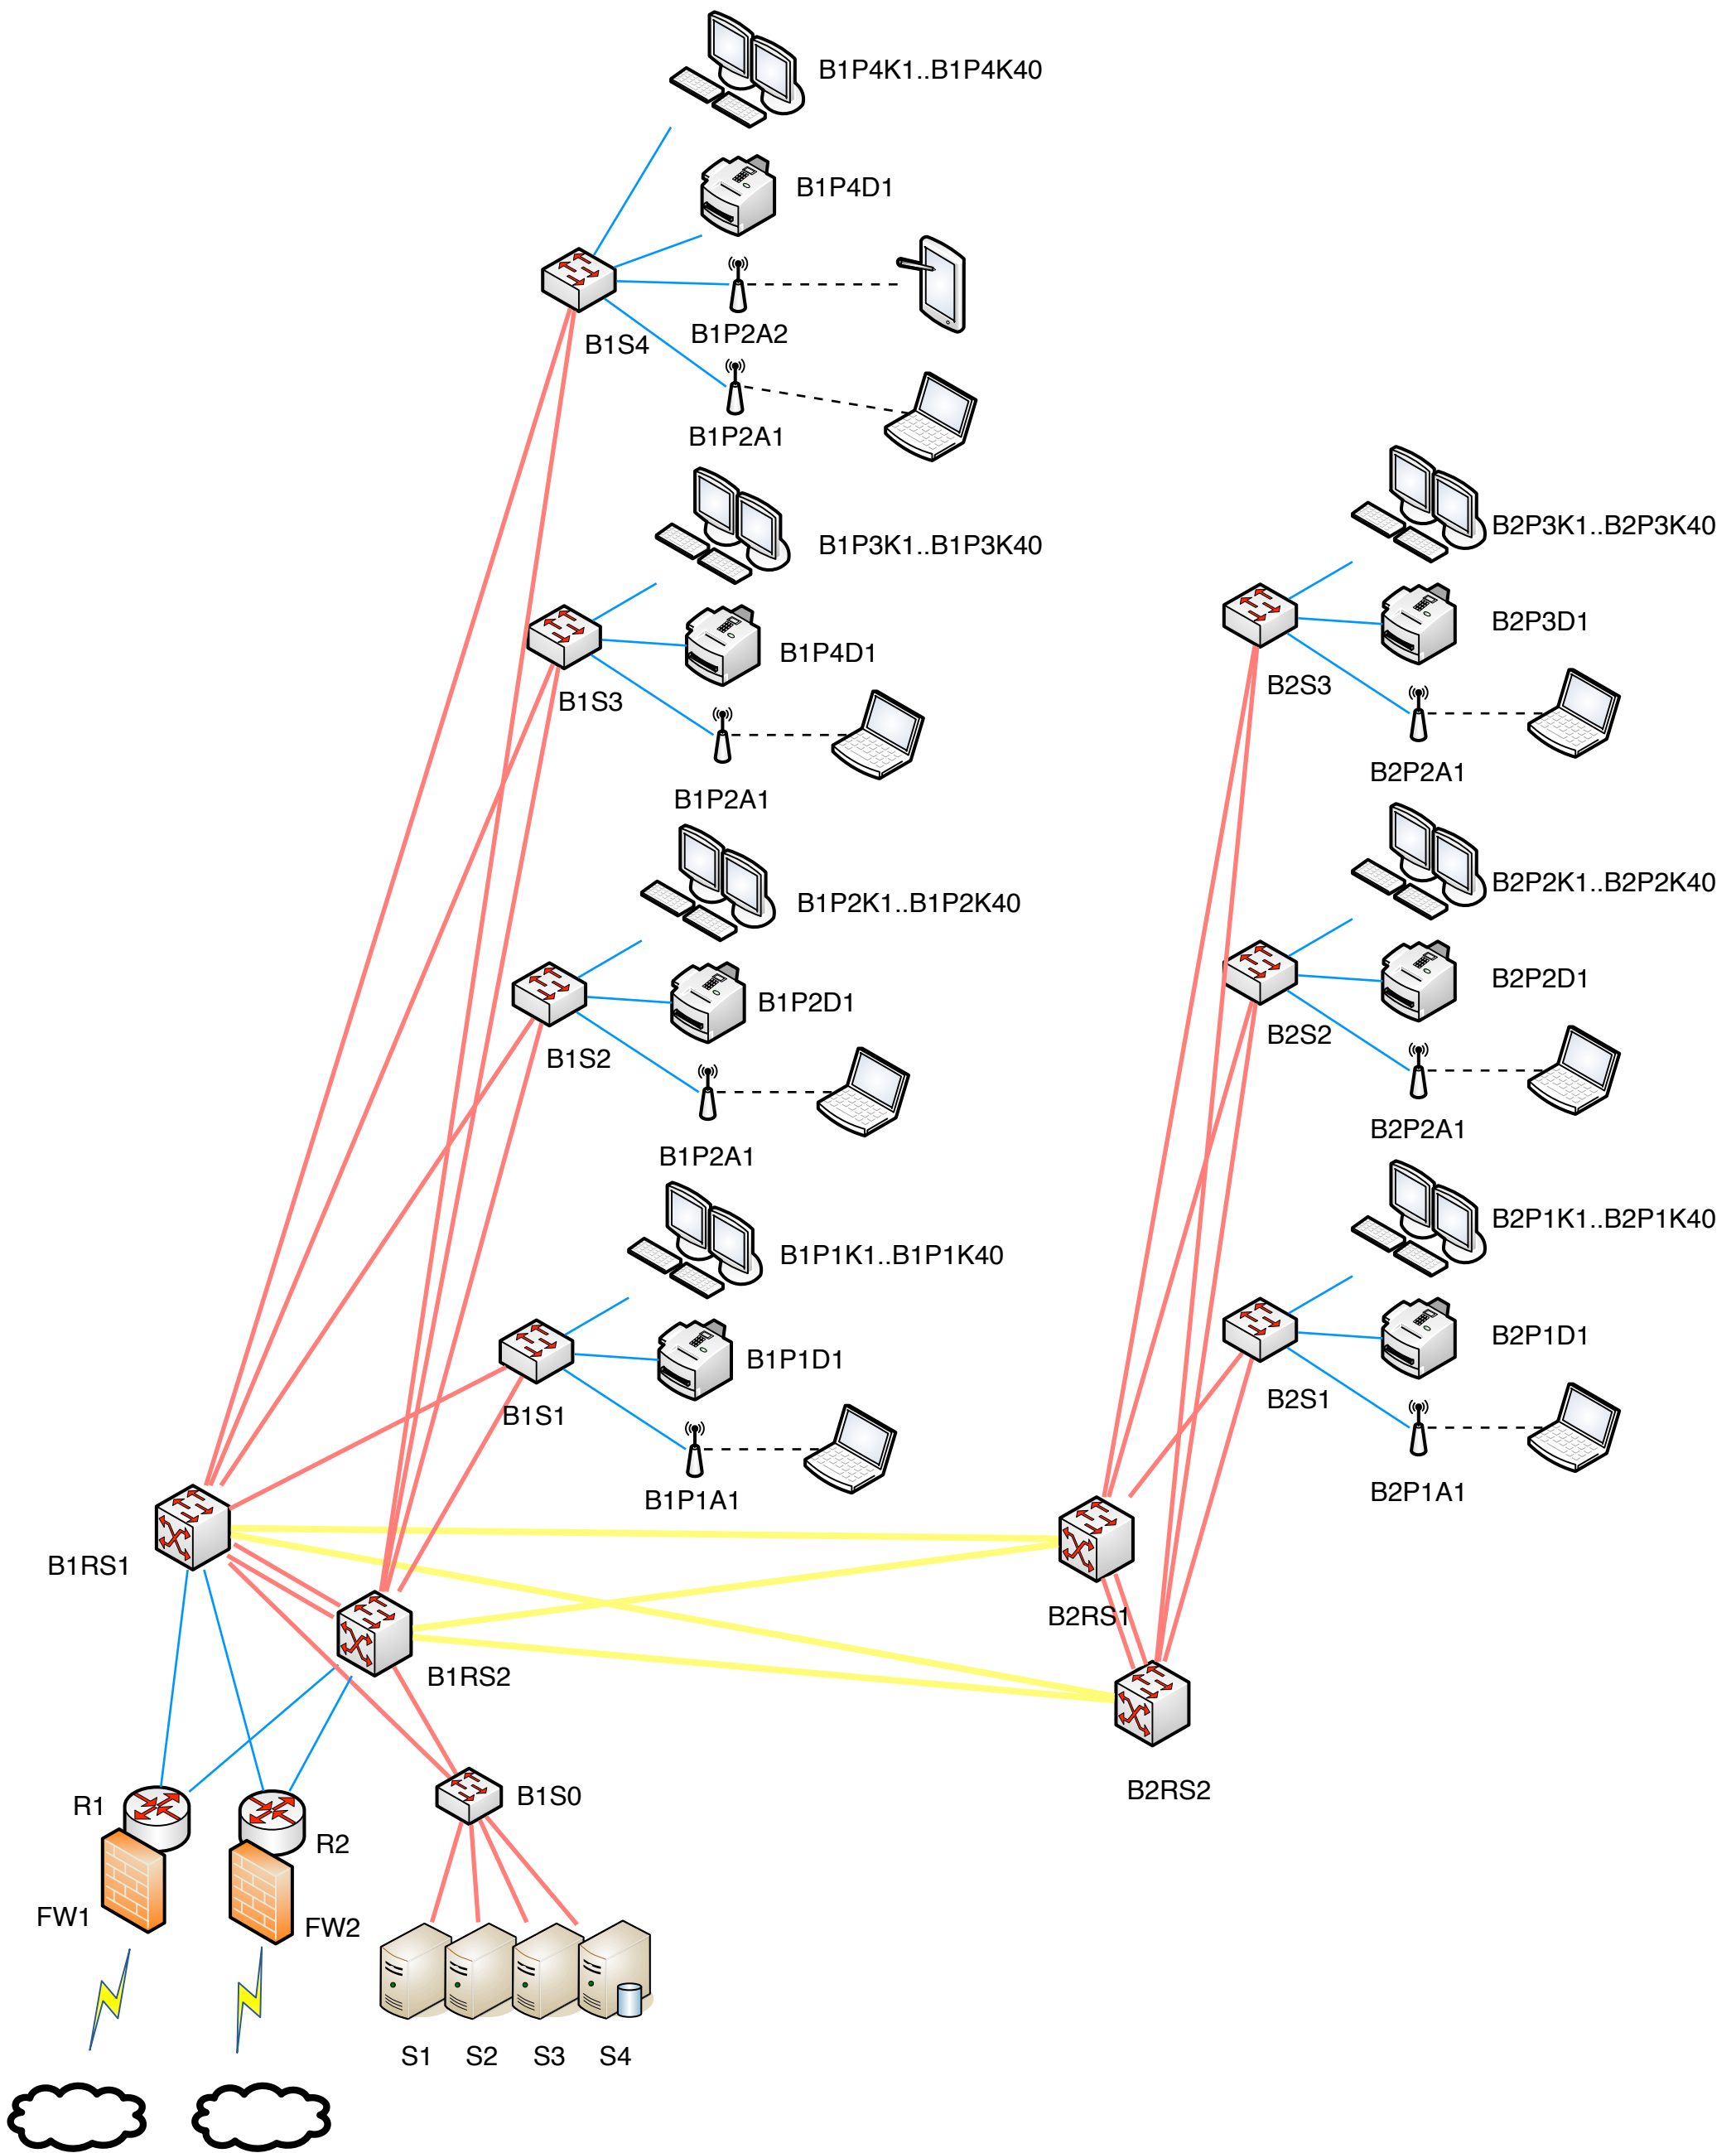 B1P4K1..B1P4K40
B1P4D1
B1S4
B1P2A2
B1P2A1
B1P3K1..B1P3K40
B1P4D1
B1S3
B1P2A1
B1P2K1..B1P2K40
B1P2D1
B1S2
B1P2A1
B1P1K1..B1P1K40
B1P1D1
B1S1
B1P1A1
B2P3K1..B2P3K40
B2P3D1
B2S3
B2P2A1
B2P2K1..B2P2K40
B2P2D1
B2S2
B2P2A1
B2P1K1..B2P1K40
B2P1D1
B2S1
B2P1A1
B1RS1
B1RS2
B2RS1
B2RS2
B1S0
R1
R2
FW1
FW2
S1
S2
S3
S4